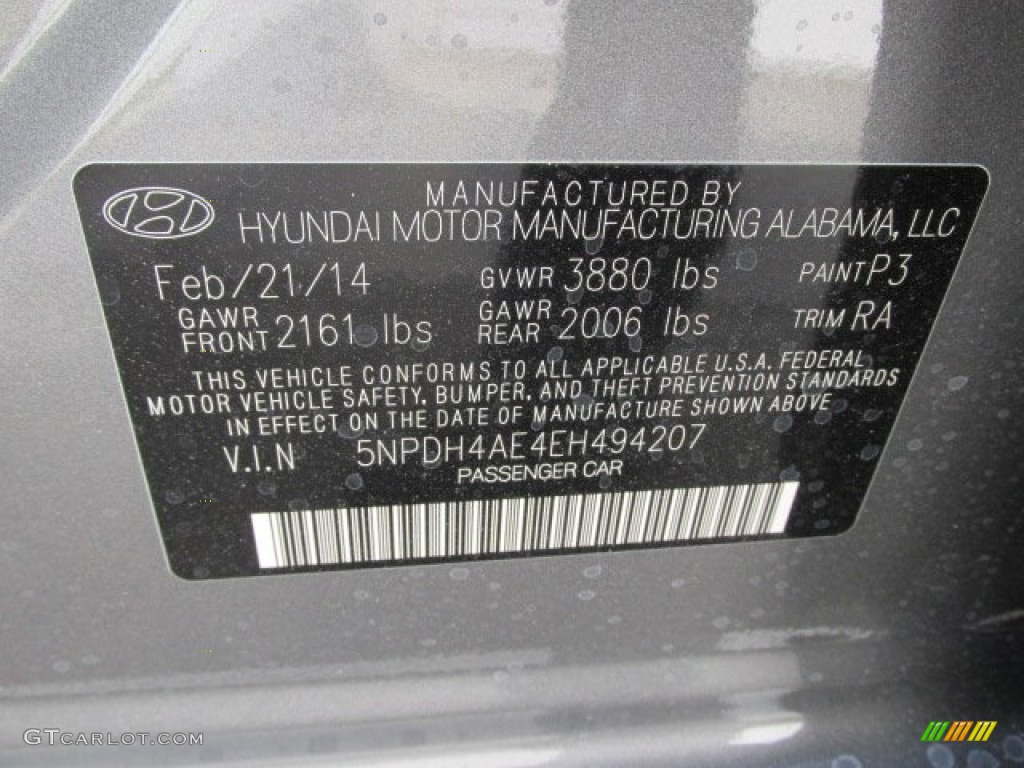 MANUFACTURED BY
HYUNDAI MOTOR MANUFACTURING ALABAMA, LLC
Feb/21/14 GVWR 3880 lbs PAINT P3
GAWR FRONT 2161 lbs GAWR REAR 2006 lbs TRIM RA
THIS VEHICLE CONFORMS TO ALL APPLICABLE U.S.A. FEDERAL
MOTOR VEHICLE SAFETY, BUMPER, AND THEFT PREVENTION STANDARDS
IN EFFECT ON THE DATE OF MANUFACTURE SHOWN ABOVE
V.I.N 5NPDH4AE4EH494207
PASSENGER CAR
GTCARLOT.COM